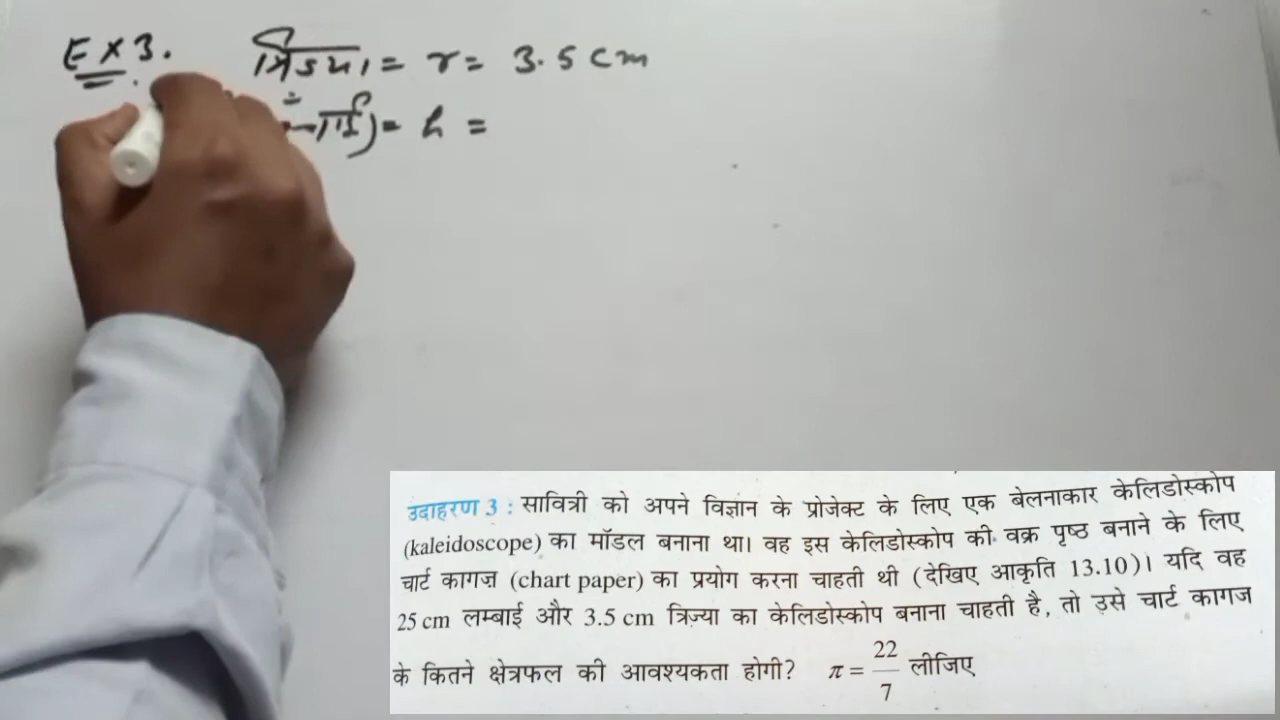 Ex 3. त्रिज्या = r = 3.5 cm
= h =
उदाहरण 3 : सावित्री को अपने विज्ञान के प्रोजेक्ट के लिए एक बेलनाकार केलिडोस्कोप
(kaleidoscope) का मॉडल बनाना था। वह इस केलिडोस्कोप की वक्र पृष्ठ बनाने के लिए
चार्ट कागज (chart paper) का प्रयोग करना चाहती थी (देखिए आकृति 13.10)। यदि वह
25 cm लम्बाई और 3.5 cm त्रिज्या का केलिडोस्कोप बनाना चाहती है, तो उसे चार्ट कागज
के कितने क्षेत्रफल की आवश्यकता होगी? π = 22/7 लीजिए